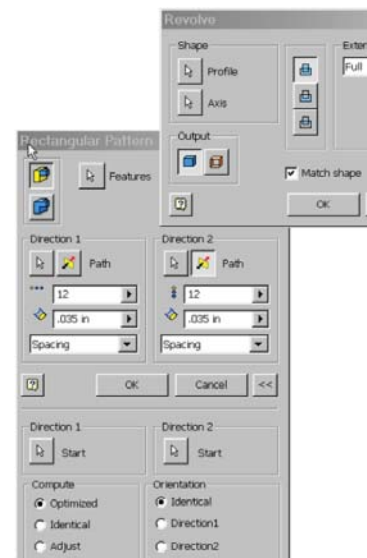 Revolve
Shape
Profile
Axis
Full
Output
Match shape
OK
Rectangular Pattern
Features
Direction 1
Direction 2
Path
Path
12
12
.035 in
.035 in
Spacing
Spacing
OK
Cancel
<<
Direction 1
Direction 2
Start
Start
Compute
Orientation
Optimized
Identical
Identical
Direction1
Adjust
Direction2